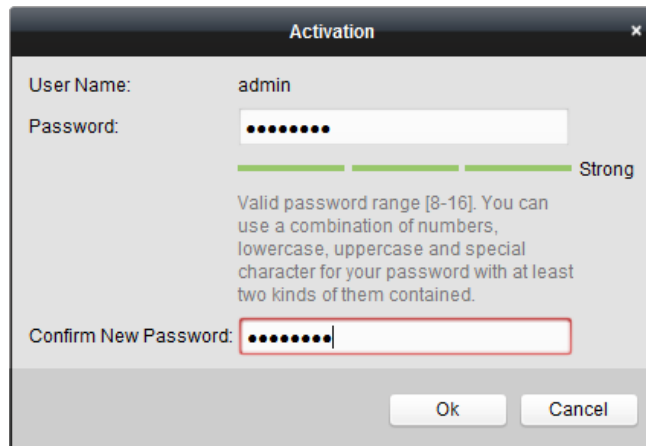 Activation ×
User Name: admin
Password: ●●●●●●●●
Strong
Valid password range [8-16]. You can
use a combination of numbers,
lowercase, uppercase and special
character for your password with at least
two kinds of them contained.
Confirm New Password: ●●●●●●●●
Ok Cancel